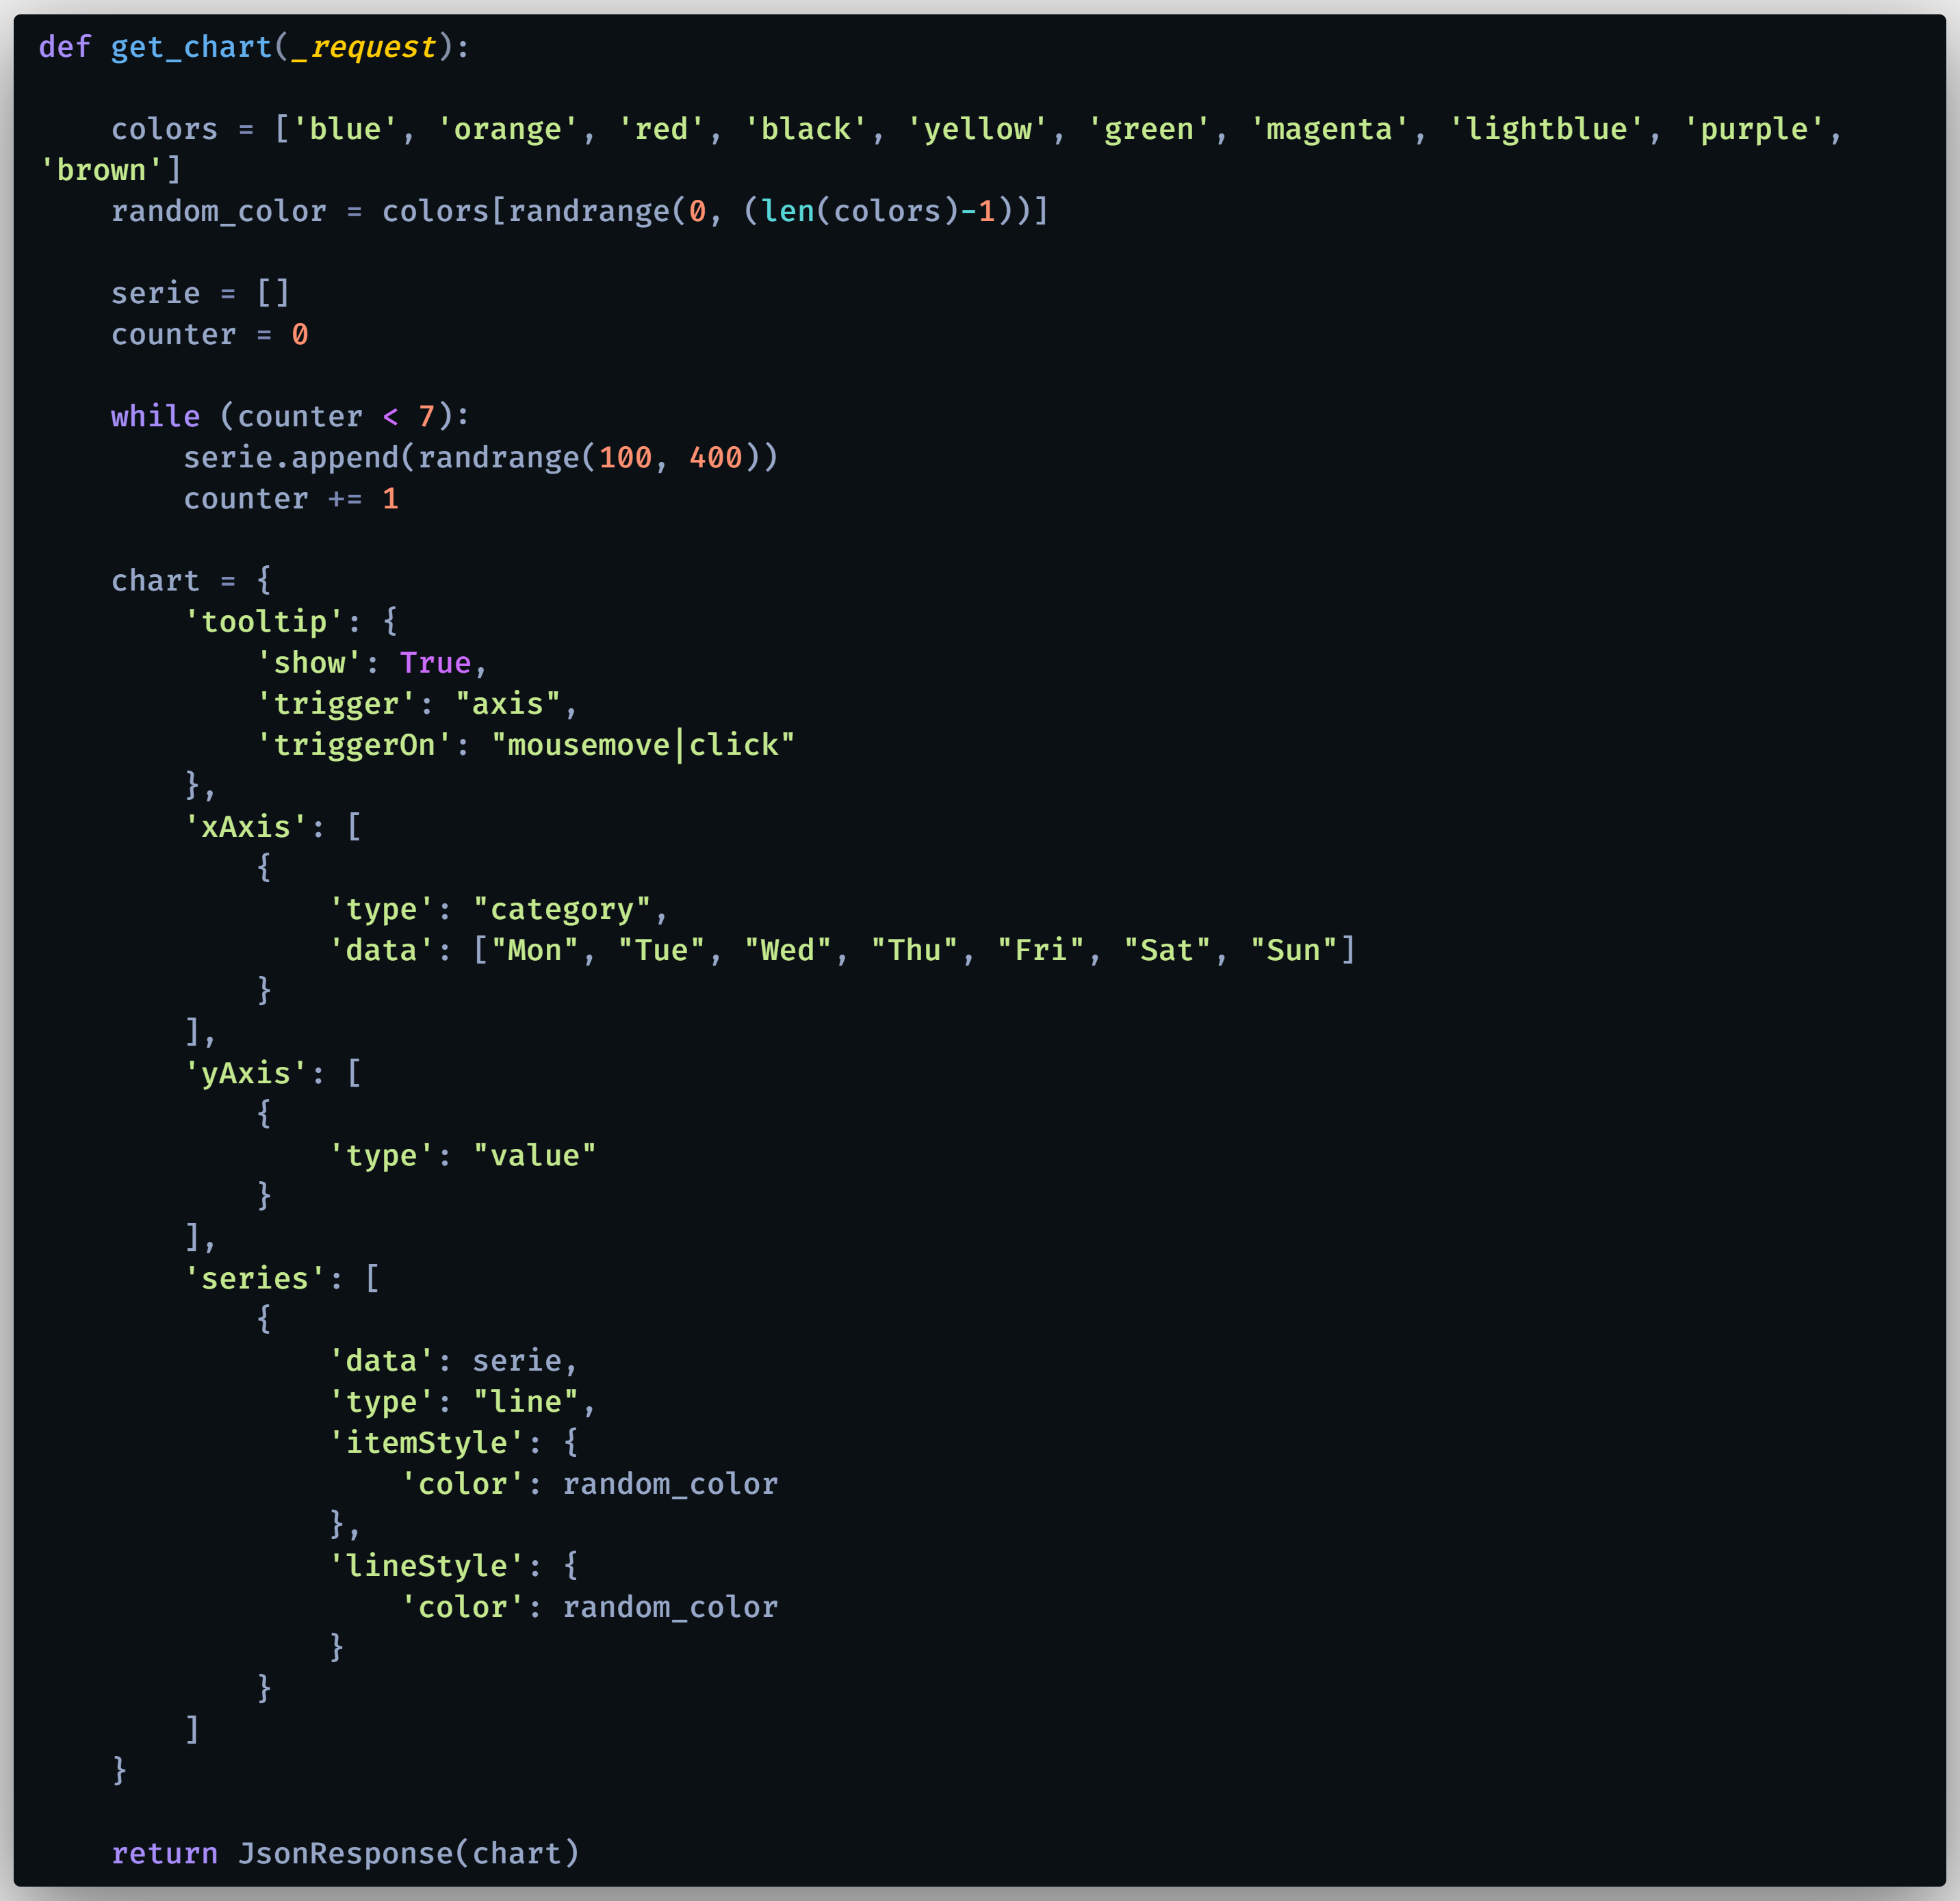 def get_chart(_request):

    colors = ['blue', 'orange', 'red', 'black', 'yellow', 'green', 'magenta', 'lightblue', 'purple',
'brown']
    random_color = colors[randrange(0, (len(colors)-1))]

    serie = []
    counter = 0

    while (counter < 7):
        serie.append(randrange(100, 400))
        counter += 1

    chart = {
        'tooltip': {
            'show': True,
            'trigger': "axis",
            'triggerOn': "mousemove|click"
        },
        'xAxis': [
            {
                'type': "category",
                'data': ["Mon", "Tue", "Wed", "Thu", "Fri", "Sat", "Sun"]
            }
        ],
        'yAxis': [
            {
                'type': "value"
            }
        ],
        'series': [
            {
                'data': serie,
                'type': "line",
                'itemStyle': {
                    'color': random_color
                },
                'lineStyle': {
                    'color': random_color
                }
            }
        ]
    }

    return JsonResponse(chart)